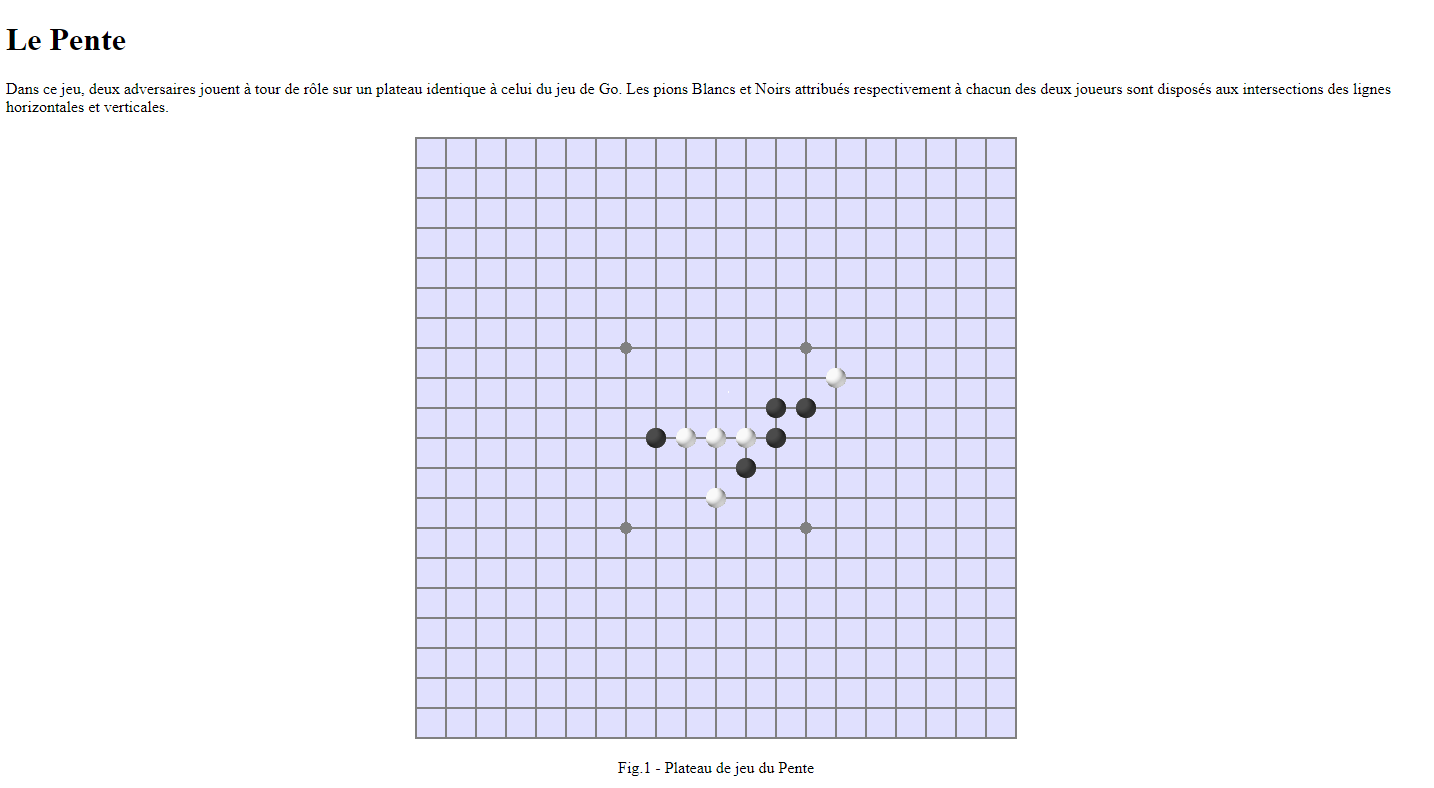 Le Pente
Dans ce jeu, deux adversaires jouent à tour de rôle sur un plateau identique à celui du jeu de Go. Les pions Blancs et Noirs attribués respectivement à chacun des deux joueurs sont disposés aux intersections des lignes
horizontales et verticales.
Fig.1 - Plateau de jeu du Pente